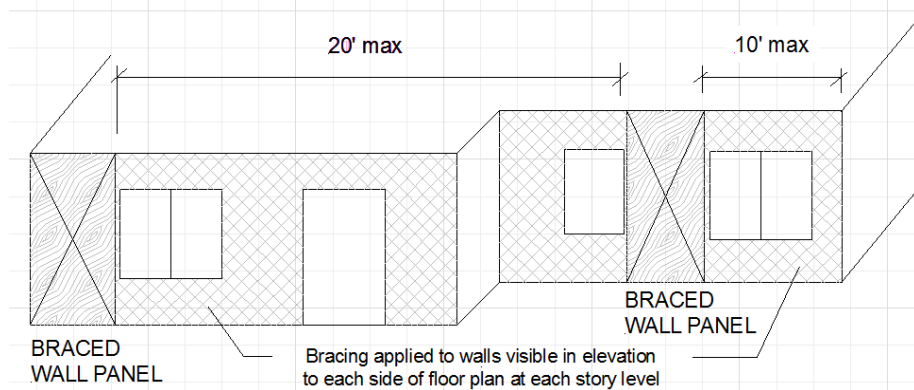 20' max
10' max
BRACED
WALL PANEL
BRACED
WALL PANEL
Bracing applied to walls visible in elevation
to each side of floor plan at each story level